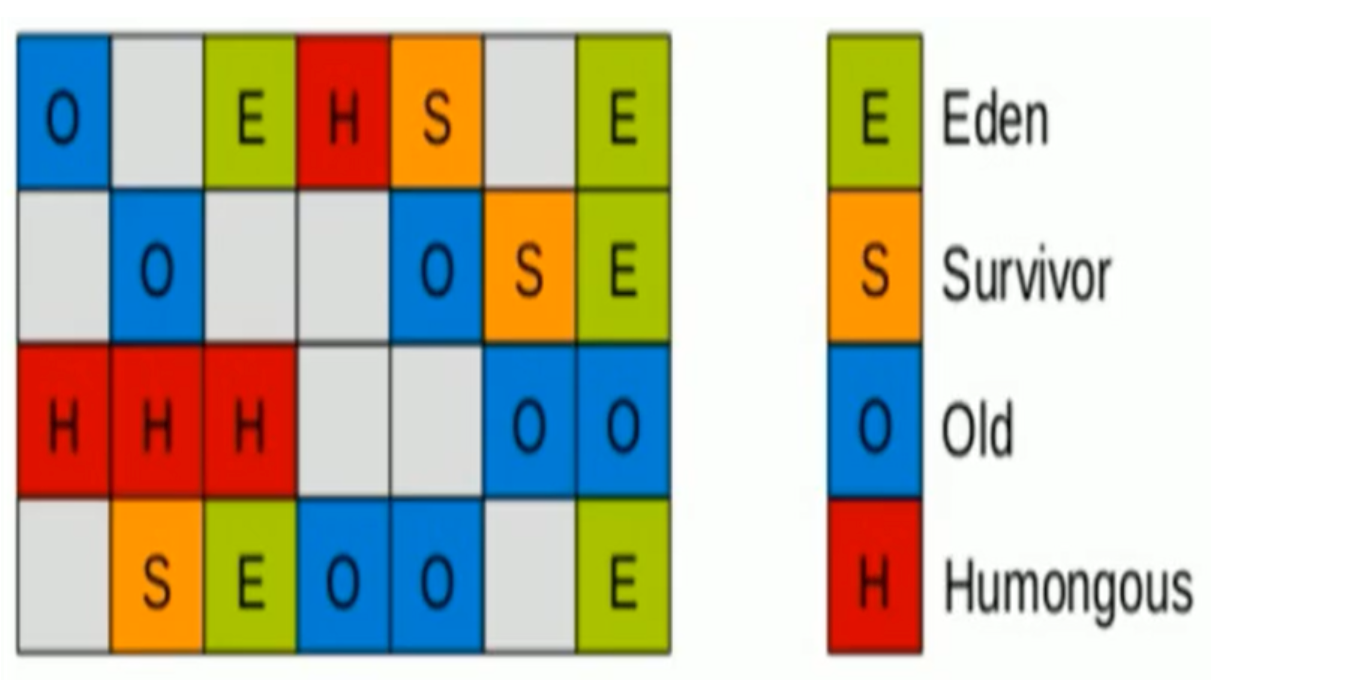 O E H S E
O O S E
H H H O O
S E O O E
E Eden
S Survivor
O Old
H Humongous